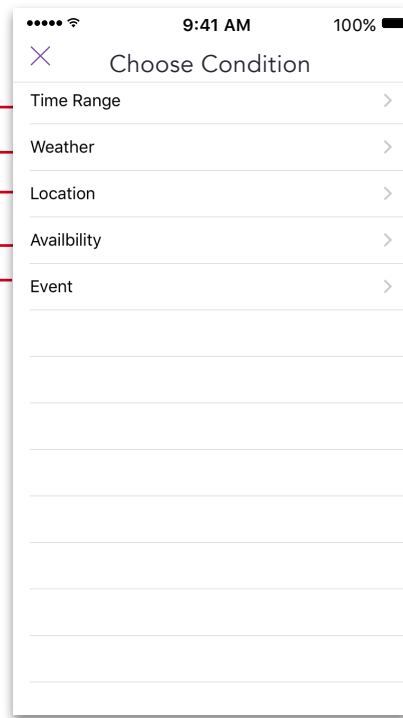 9:41 AM 100%
Choose Condition
Time Range
Weather
Location
Availbility
Event